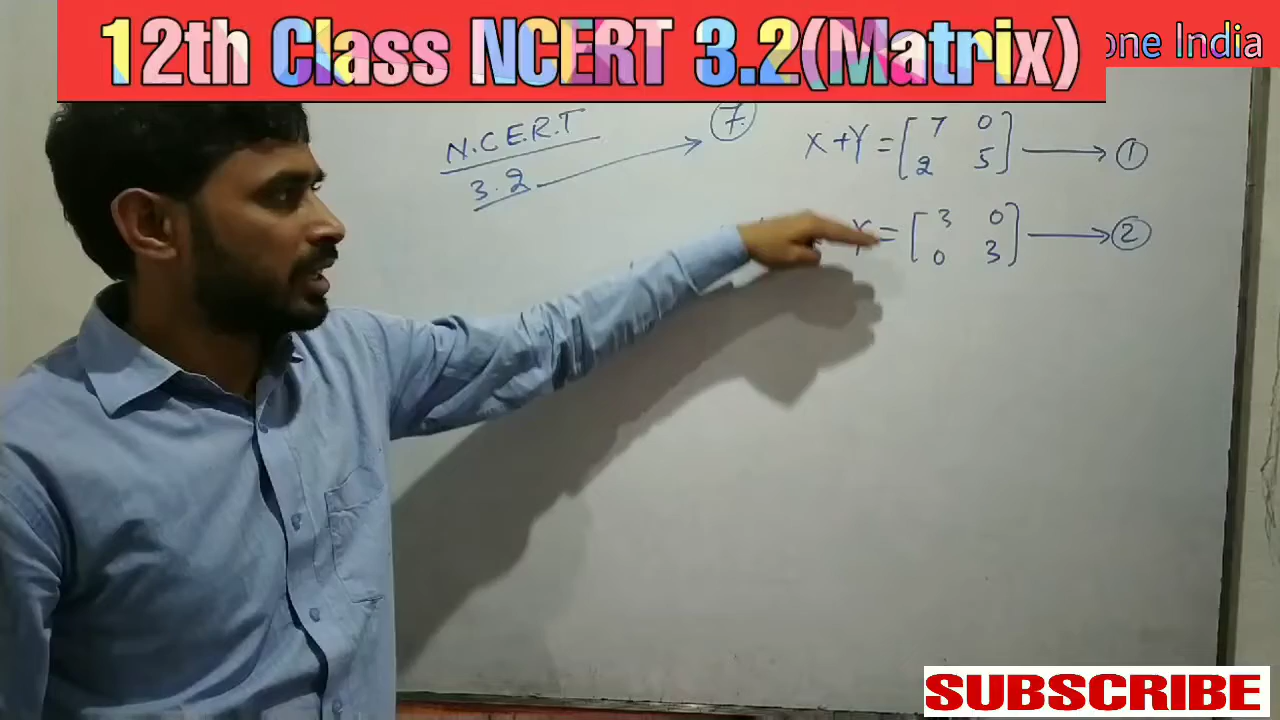 12th Class NCERT 3.2(Matrix)
one India
N.C.E.R.T
3.2 → 7.
X+Y = [7 0
2 5] → 1
Y = [3 0
0 3] → 2
SUBSCRIBE